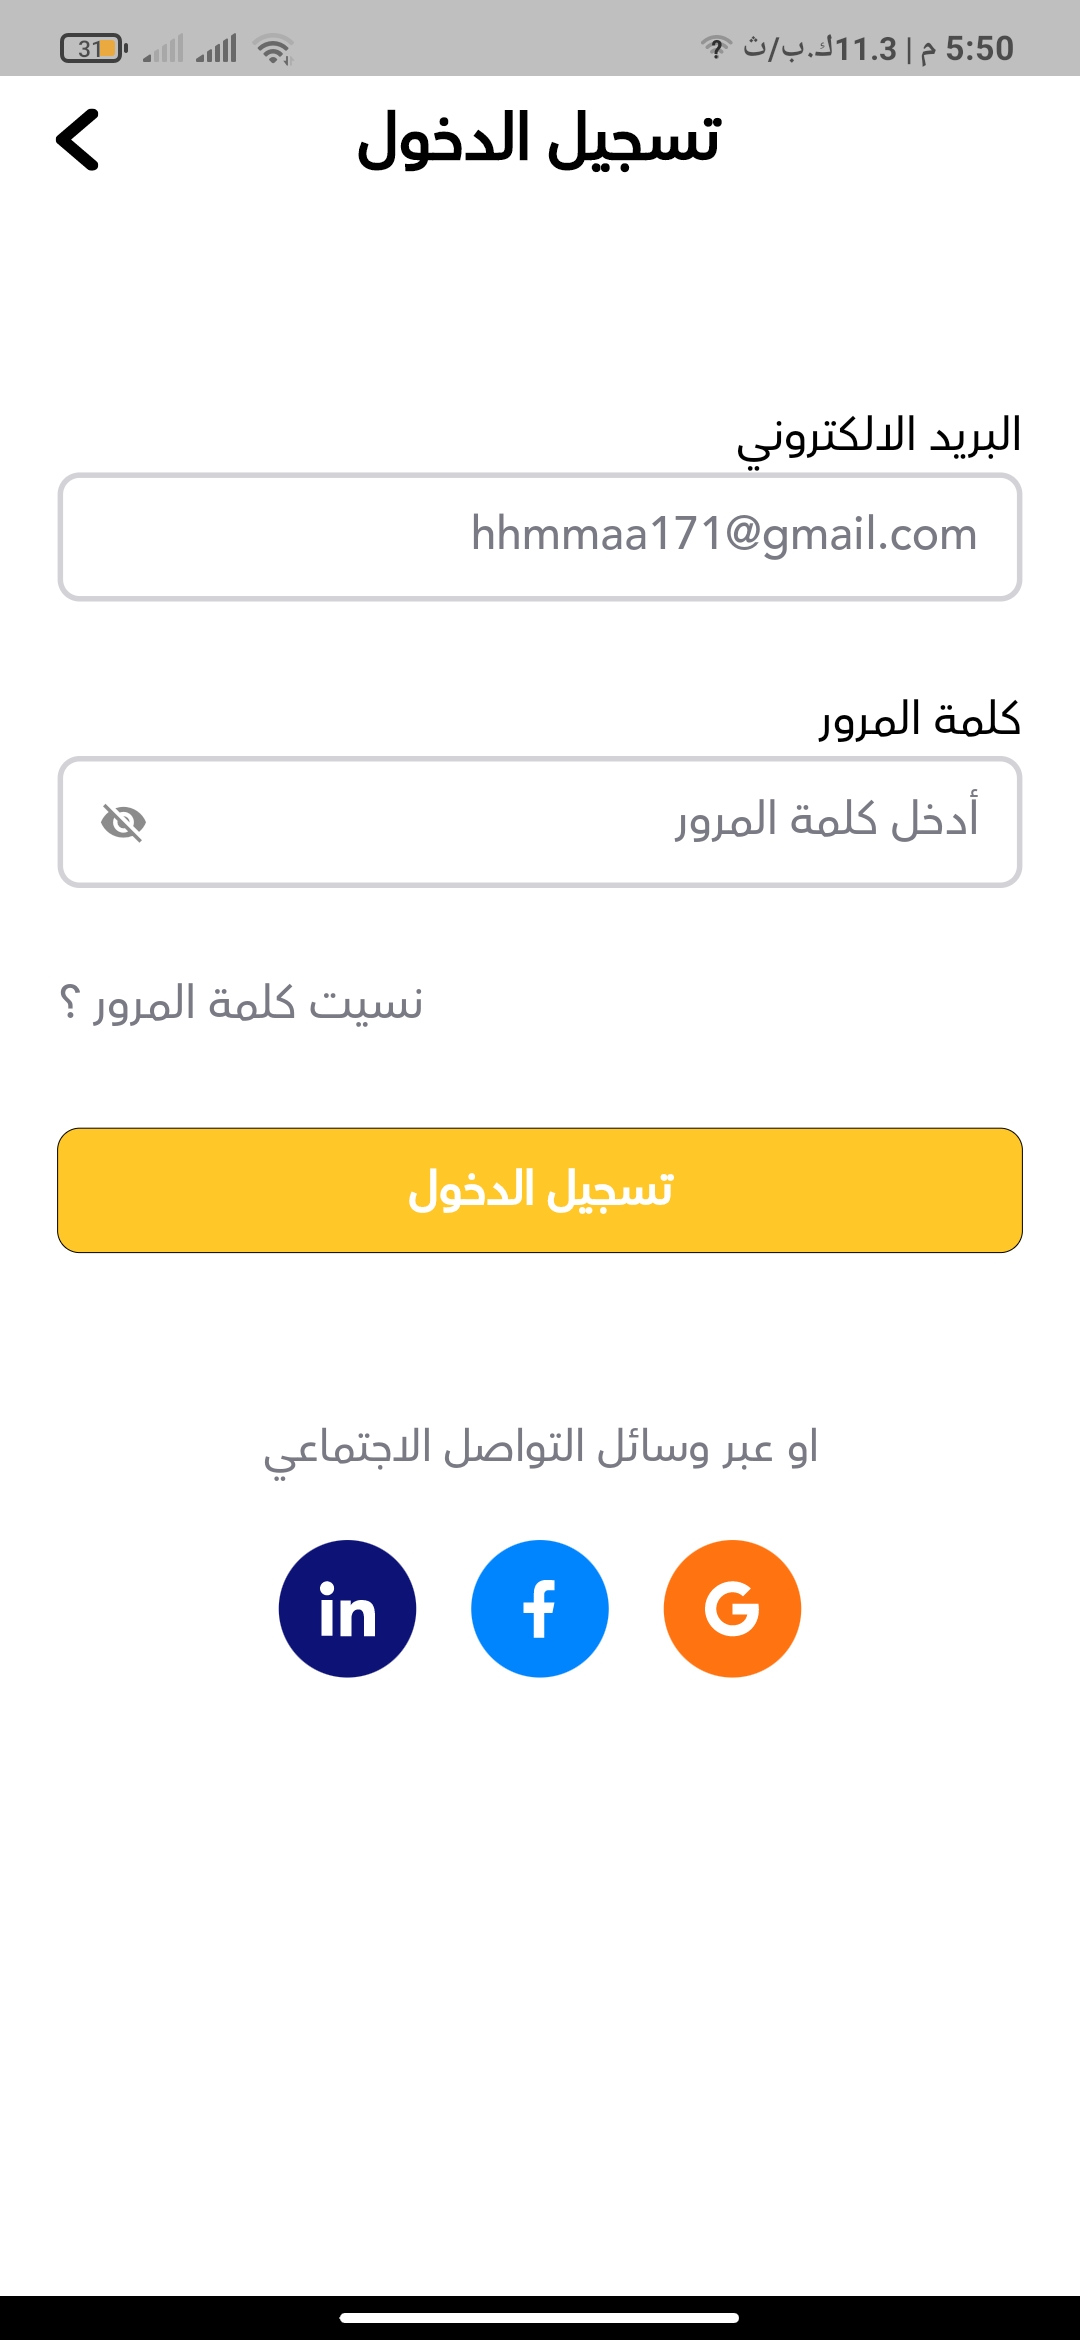 5:50 م | 11.3ك.ب/ث
31
تسجيل الدخول
البريد الالكتروني
hhmmaa171@gmail.com
كلمة المرور
أدخل كلمة المرور
نسيت كلمة المرور ؟
تسجيل الدخول
او عبر وسائل التواصل الاجتماعي
in f G